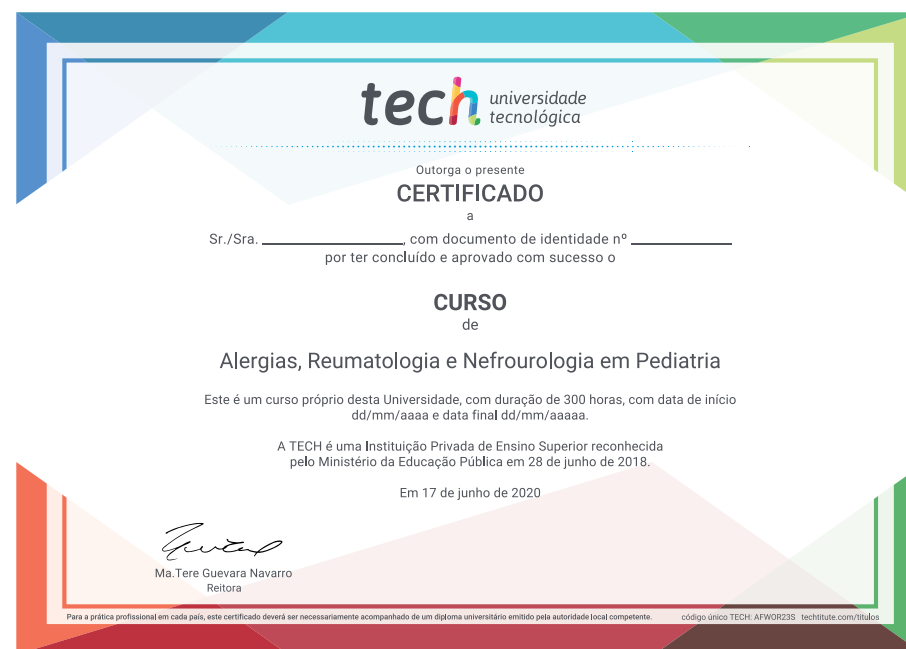 tech universidade
tecnológica
Outorga o presente
CERTIFICADO
a
Sr./Sra. ________________, com documento de identidade nº ____________
por ter concluído e aprovado com sucesso o
CURSO
de
Alergias, Reumatologia e Nefrourologia em Pediatria
Este é um curso próprio desta Universidade, com duração de 300 horas, com data de início
dd/mm/aaaa e data final dd/mm/aaaaa.
A TECH é uma Instituição Privada de Ensino Superior reconhecida
pelo Ministério da Educação Pública em 28 de junho de 2018.
Em 17 de junho de 2020
Ma.Tere Guevara Navarro
Reitora
Para a prática profissional em cada país, este certificado deverá ser necessariamente acompanhado de um diploma universitário emitido pela autoridade local competente. código único TECH: AFWOR23S techtitute.com/titulos